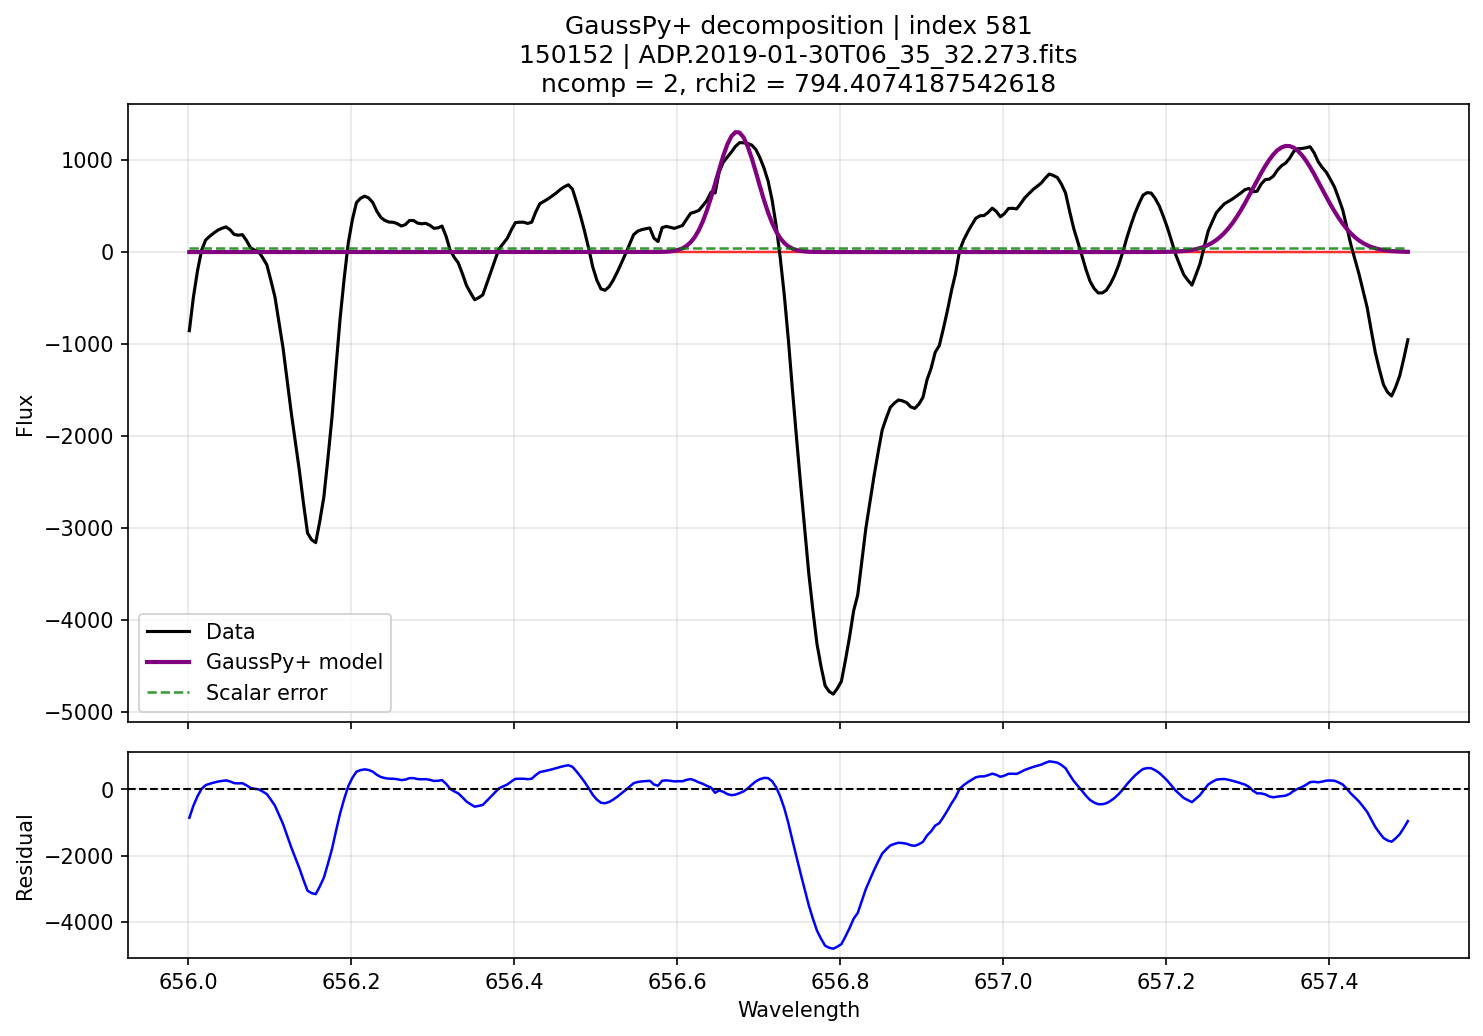 GaussPy+ decomposition | index 581
150152 | ADP.2019-01-30T06_35_32.273.fits
ncomp = 2, rchi2 = 794.4074187542618
1000
0
−1000
−2000
−3000
−4000
−5000
Flux
Data
GaussPy+ model
Scalar error
0
−2000
−4000
Residual
656.0 656.2 656.4 656.6 656.8 657.0 657.2 657.4
Wavelength